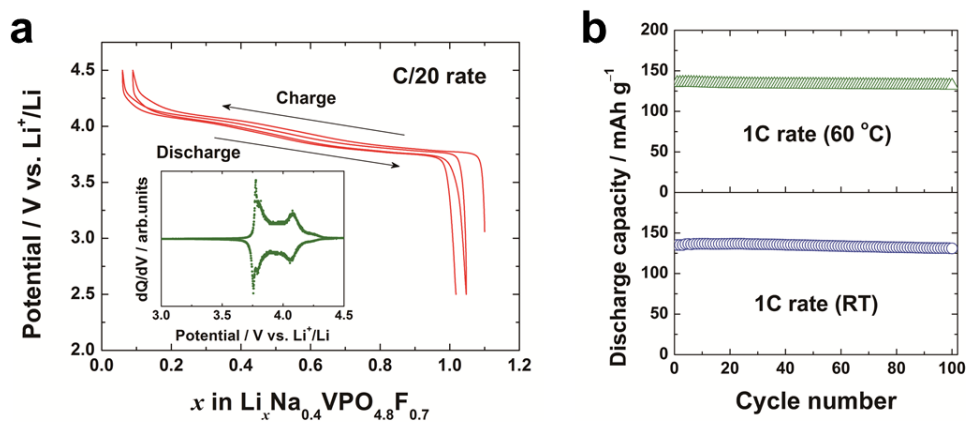 a
4.5
4.0
3.5
3.0
2.5
2.0
Potential / V vs. Li⁺/Li
C/20 rate
Charge
Discharge
dQ/dV / arb.units
3.0 3.5 4.0 4.5
Potential / V vs. Li⁺/Li
0.0 0.2 0.4 0.6 0.8 1.0 1.2
x in LiₓNa₀.₄VPO₄.₈F₀.₇
b
Discharge capacity / mAh g⁻¹
200
150
100
50
0
1C rate (60 °C)
150
100
50
0
1C rate (RT)
0 20 40 60 80 100
Cycle number